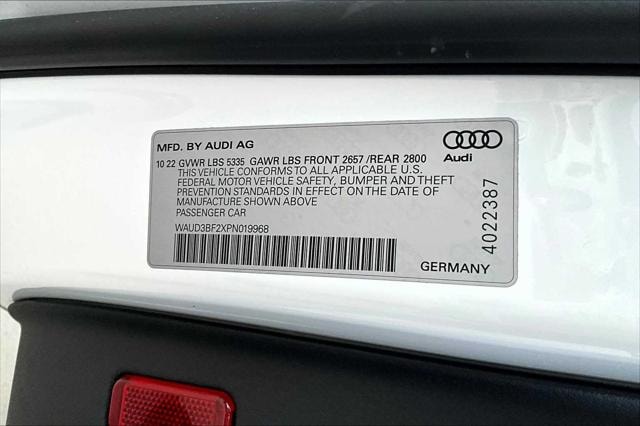 MFD. BY AUDI AG
Audi
10 22 GVWR LBS 5335 GAWR LBS FRONT 2657 /REAR 2800
THIS VEHICLE CONFORMS TO ALL APPLICABLE U.S.
FEDERAL MOTOR VEHICLE SAFETY, BUMPER AND THEFT
PREVENTION STANDARDS IN EFFECT ON THE DATE OF
MANUFACTURE SHOWN ABOVE
PASSENGER CAR
WAUD3BF2XPN019968
4022387
GERMANY